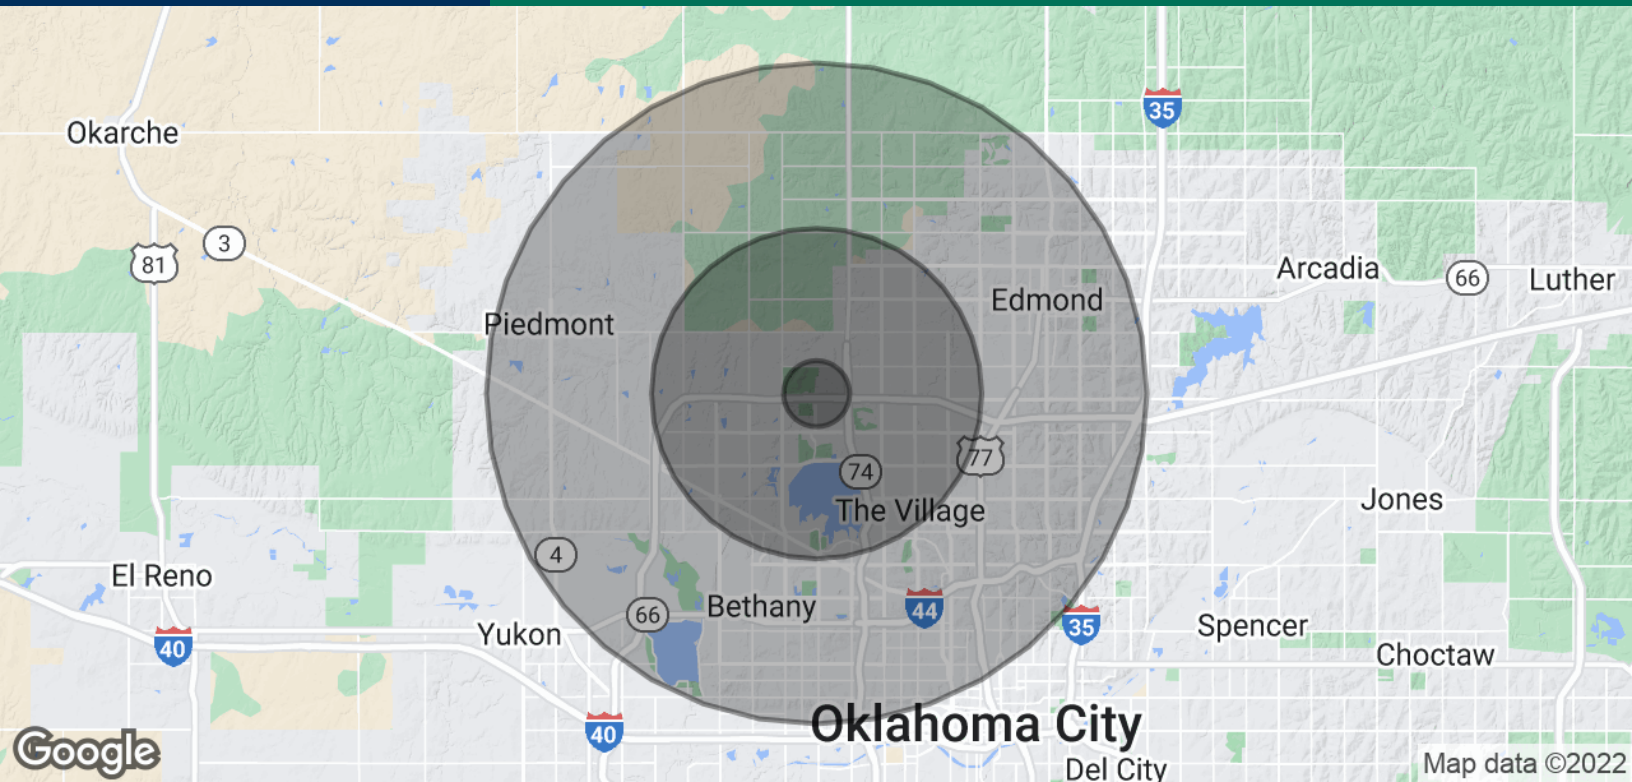 35
Okarche
3
81
Arcadia
66
Luther
Edmond
Piedmont
77
74
Jones
The Village
4
El Reno
Bethany
44
66
35
Spencer
Yukon
40
Choctaw
Oklahoma City
40
Google
Map data ©2022
Del City